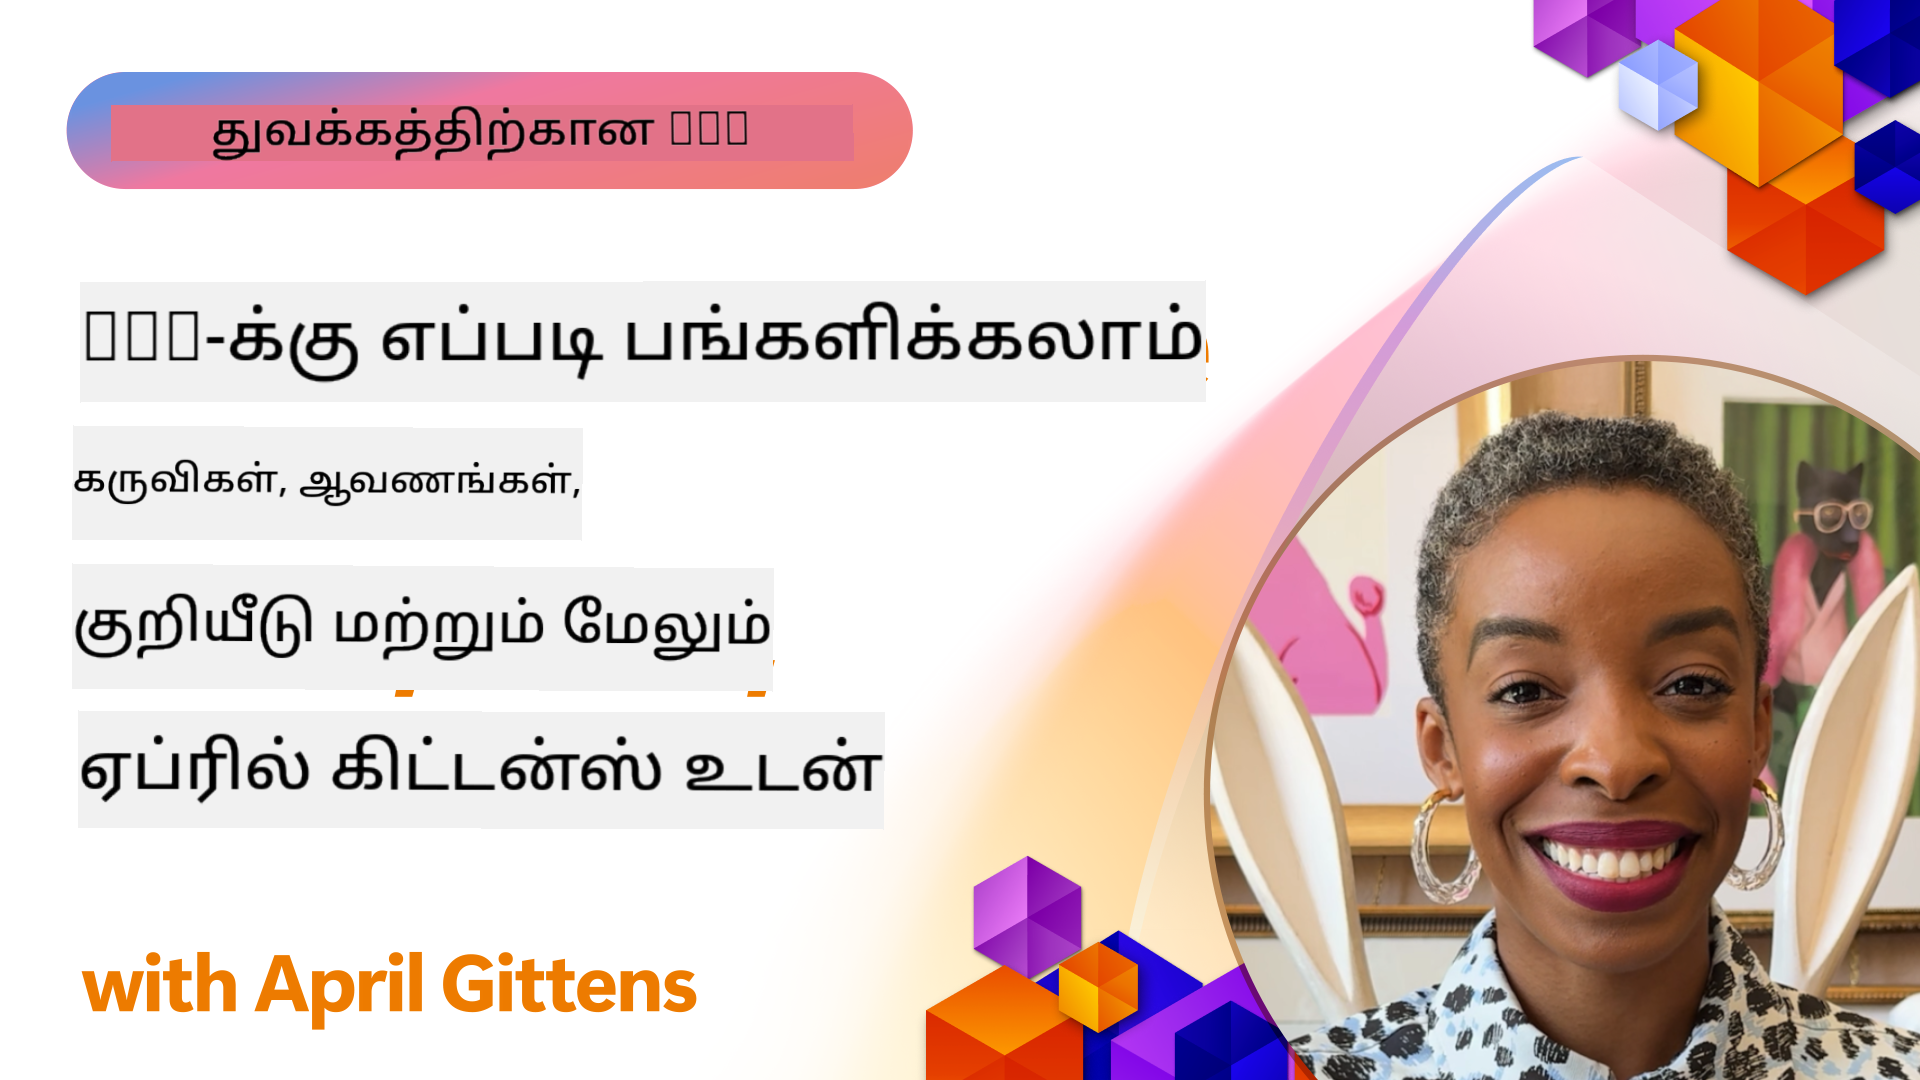 துவக்கத்திற்கான
-க்கு எப்படி பங்களிக்கலாம்
கருவிகள், ஆவணங்கள்,
குறியீடு மற்றும் மேலும்
ஏப்ரில் கிட்டன்ஸ் உடன்
with April Gittens